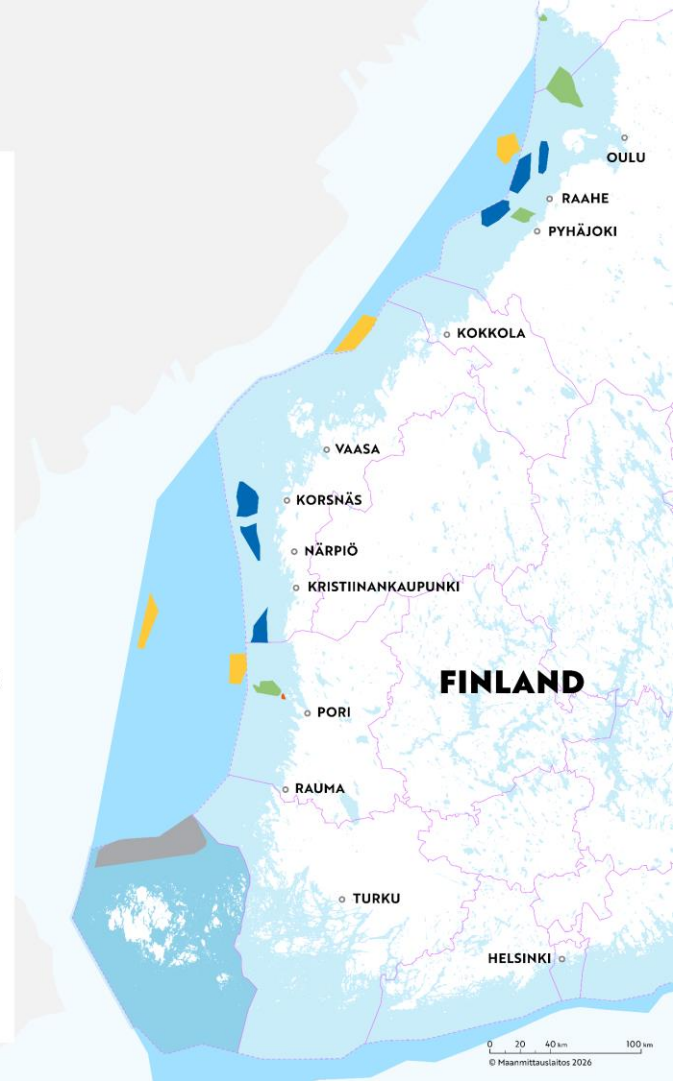 OULU
RAAHE
PYHÄJOKI
KOKKOLA
VAASA
KORSNÄS
NÄRPIÖ
KRISTIINANKAUPUNKI
FINLAND
PORI
RAUMA
TURKU
HELSINKI
0 20 40 km 100 km
© Maanmittauslaitos 2026